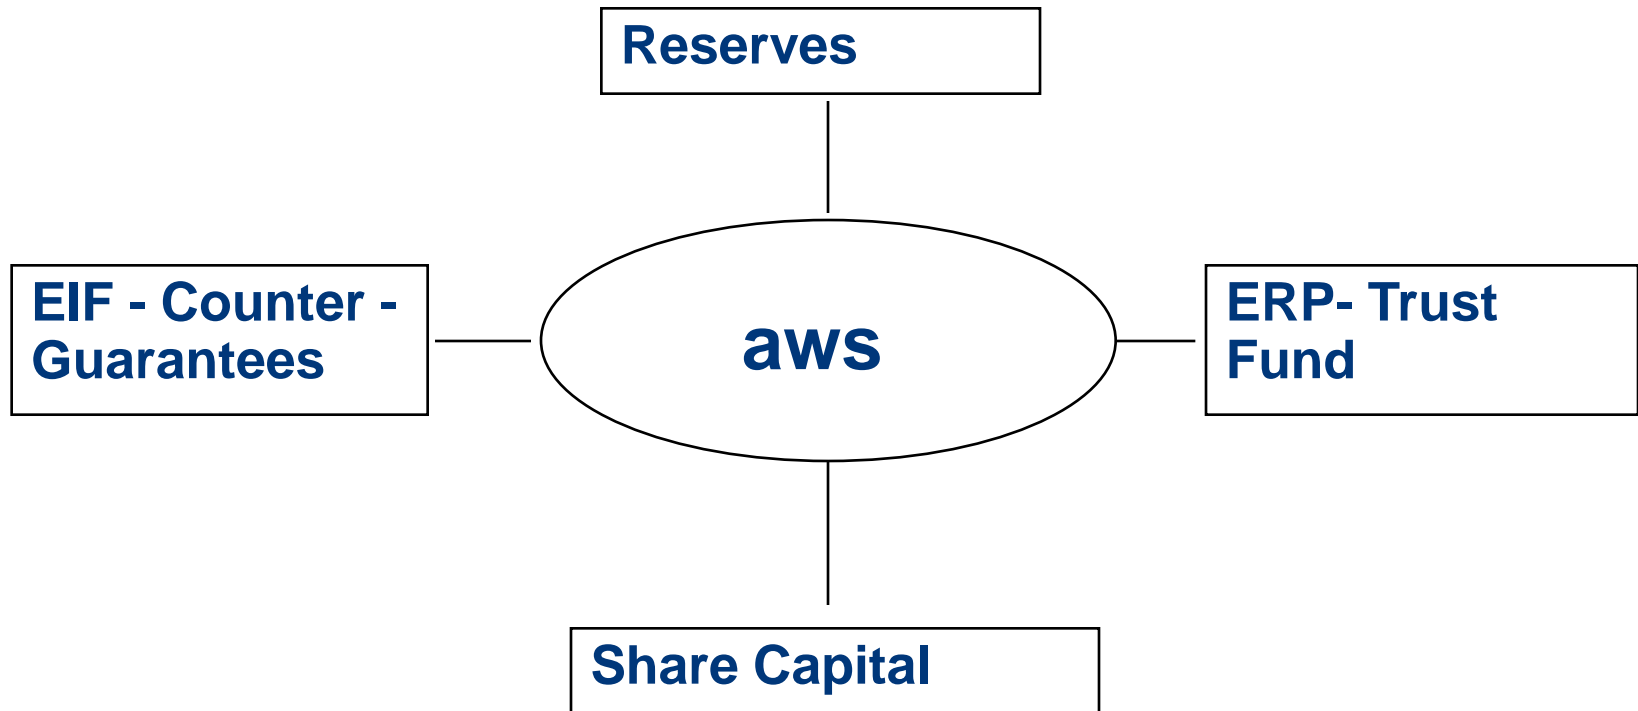 Reserves
EIF - Counter -
Guarantees
aws
ERP- Trust
Fund
Share Capital